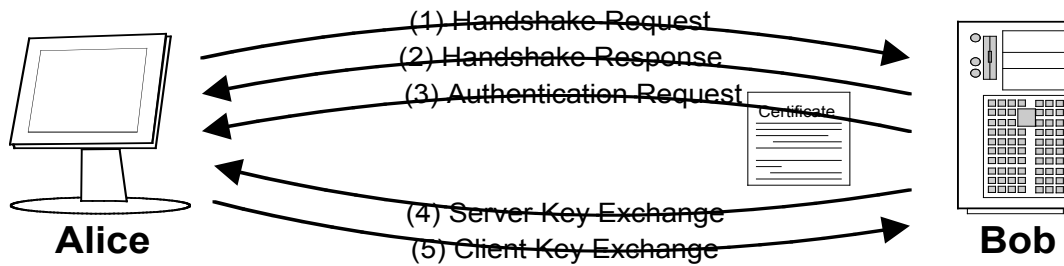 (1) Handshake Request
(2) Handshake Response
(3) Authentication Request
Certificate
(4) Server Key Exchange
(5) Client Key Exchange
Alice
Bob